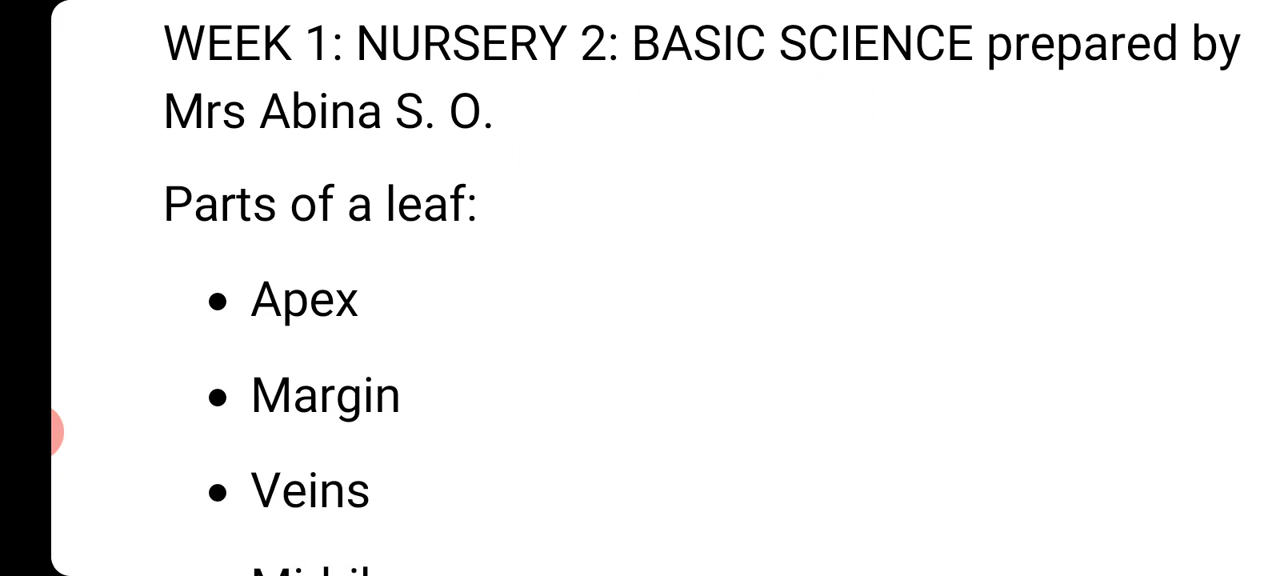 WEEK 1: NURSERY 2: BASIC SCIENCE prepared by
Mrs Abina S. O.
Parts of a leaf:
• Apex
• Margin
• Veins